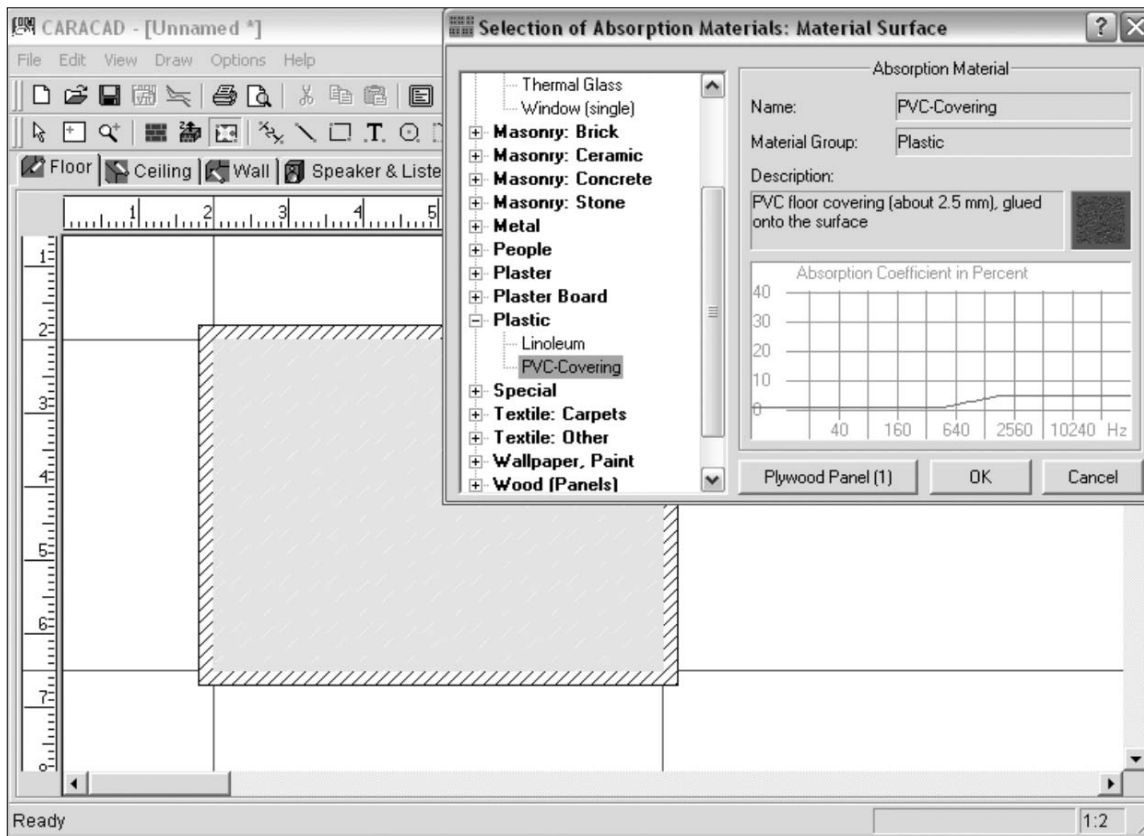 CARACAD - [Unnamed *]
File Edit View Draw Options Help
Floor Ceiling Wall Speaker & Liste
1 2 3 4 5
1
2
3
4
5
6
7
8
Ready
1:2
Selection of Absorption Materials: Material Surface
Thermal Glass
Window (single)
Masonry: Brick
Masonry: Ceramic
Masonry: Concrete
Masonry: Stone
Metal
People
Plaster
Plaster Board
Plastic
Linoleum
PVC-Covering
Special
Textile: Carpets
Textile: Other
Wallpaper, Paint
Wood (Panels)
Absorption Material
Name: PVC-Covering
Material Group: Plastic
Description:
PVC floor covering (about 2.5 mm), glued
onto the surface
Absorption Coefficient in Percent
40
30
20
10
0
40 160 640 2560 10240 Hz
Plywood Panel (1) OK Cancel